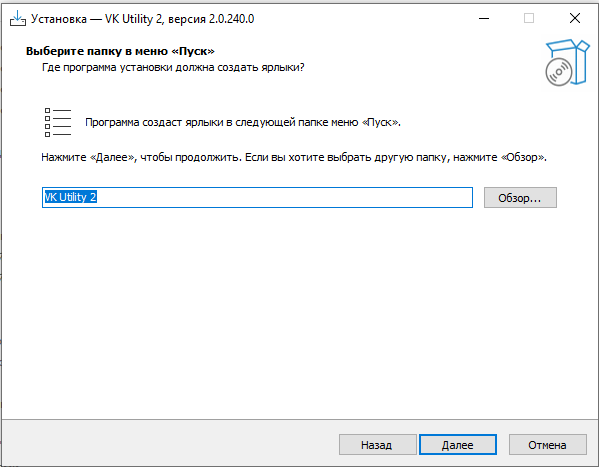 Установка — VK Utility 2, версия 2.0.240.0
Выберите папку в меню «Пуск»
Где программа установки должна создать ярлыки?
Программа создаст ярлыки в следующей папке меню «Пуск».
Нажмите «Далее», чтобы продолжить. Если вы хотите выбрать другую папку, нажмите «Обзор».
VK Utility 2
Обзор...
Назад
Далее
Отмена